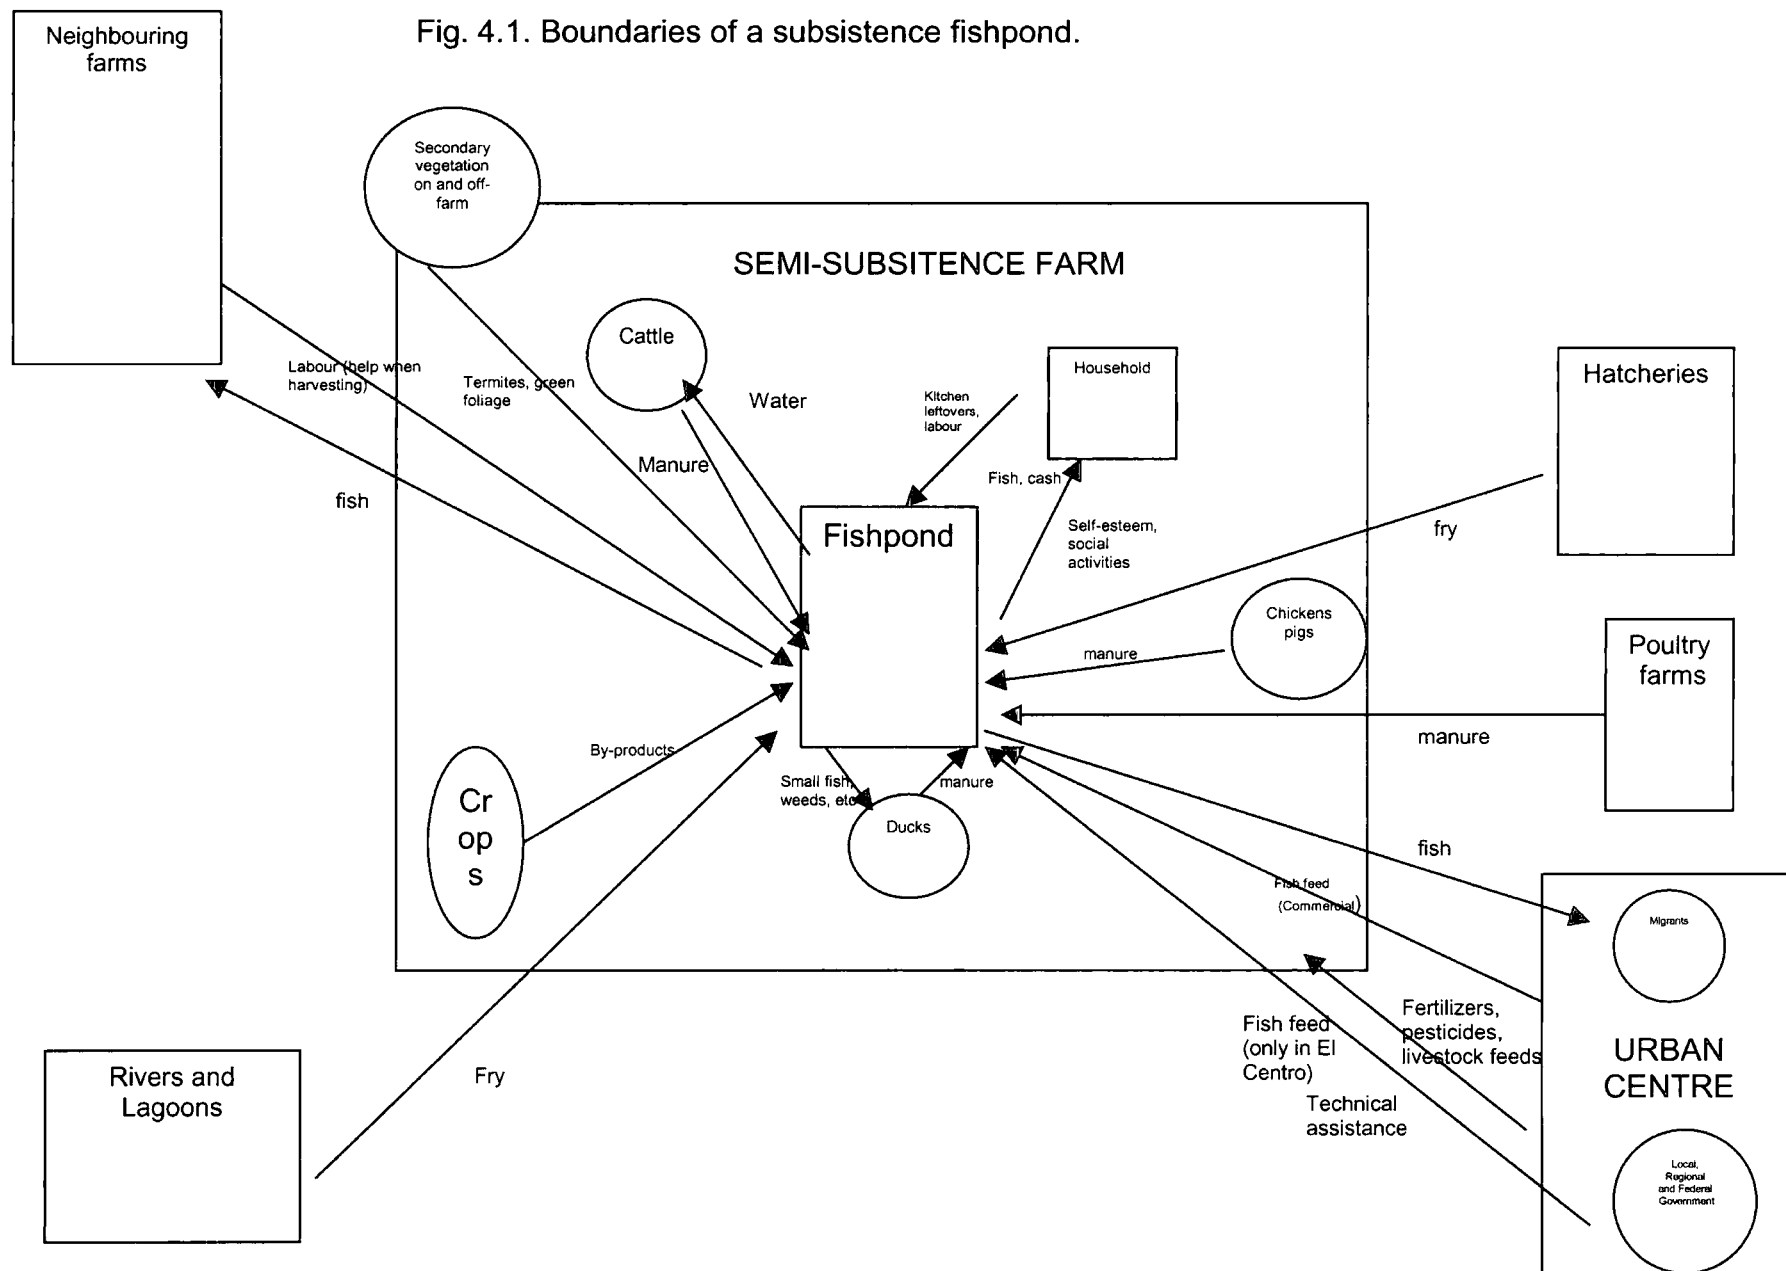 Fig. 4.1. Boundaries of a subsistence fishpond.
Neighbouring
farms
Secondary
vegetation
on and off-
farm
SEMI-SUBSITENCE FARM
Cattle
Household
Hatcheries
Labour (help when
harvesting)
Termites, green
foliage
Water
Kitchen
leftovers,
labour
Manure
Fish, cash
fish
Fishpond
Self-esteem,
social
activities
fry
Chickens
pigs
manure
Poultry
farms
manure
By-products
Small fish,
weeds, etc
manure
Cr
op
s
Ducks
fish
Fish feed
(Commercial)
Migrants
Fish feed
(only in El
Centro)
Fertilizers,
pesticides,
livestock feeds
URBAN
CENTRE
Rivers and
Lagoons
Fry
Technical
assistance
Local,
Regional
and Federal
Government